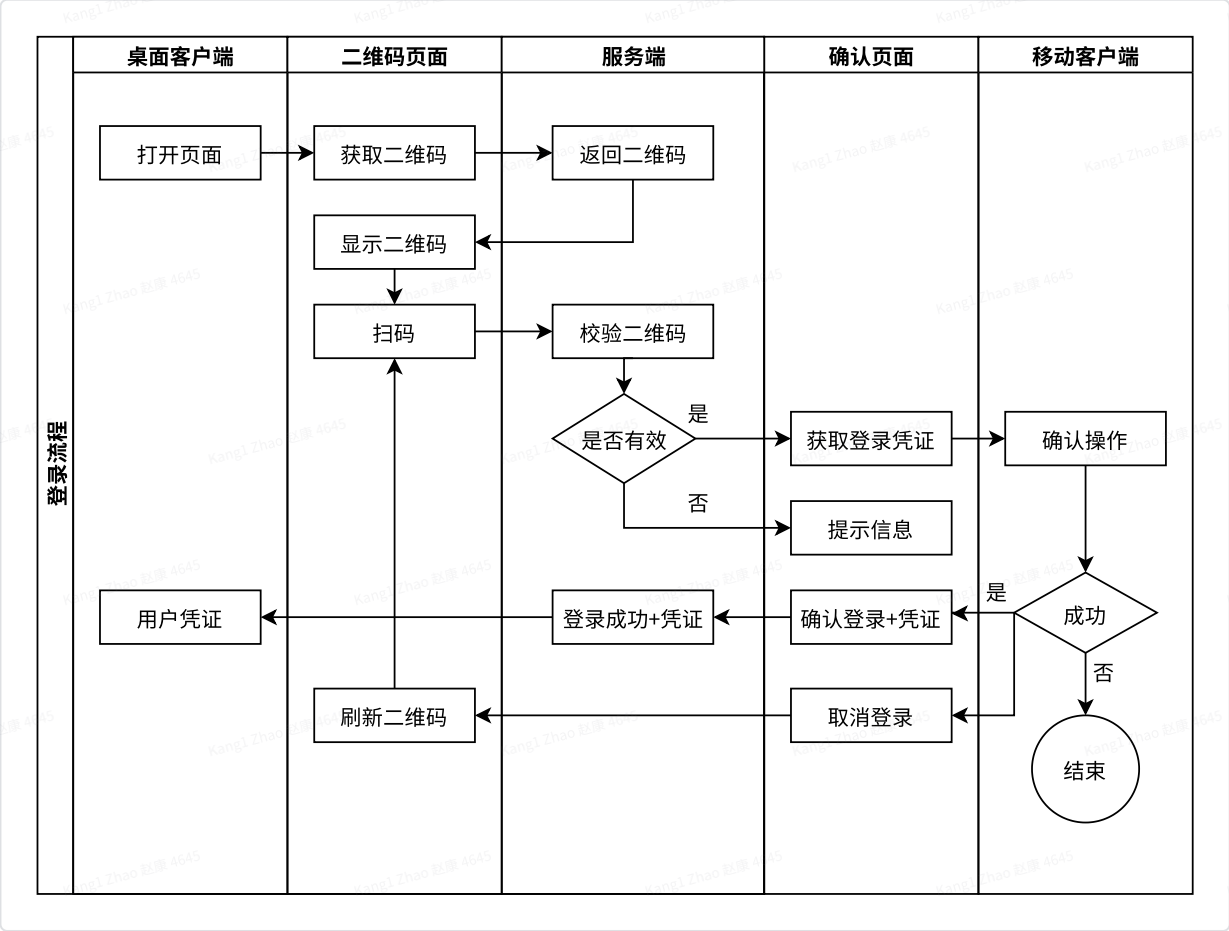 桌面客户端
二维码页面
服务端
确认页面
移动客户端
登录流程
打开页面
获取二维码
返回二维码
显示二维码
扫码
校验二维码
是否有效
是
获取登录凭证
确认操作
否
提示信息
用户凭证
登录成功+凭证
确认登录+凭证
是
成功
否
刷新二维码
取消登录
结束
Kang1 Zhao 赵康 4645